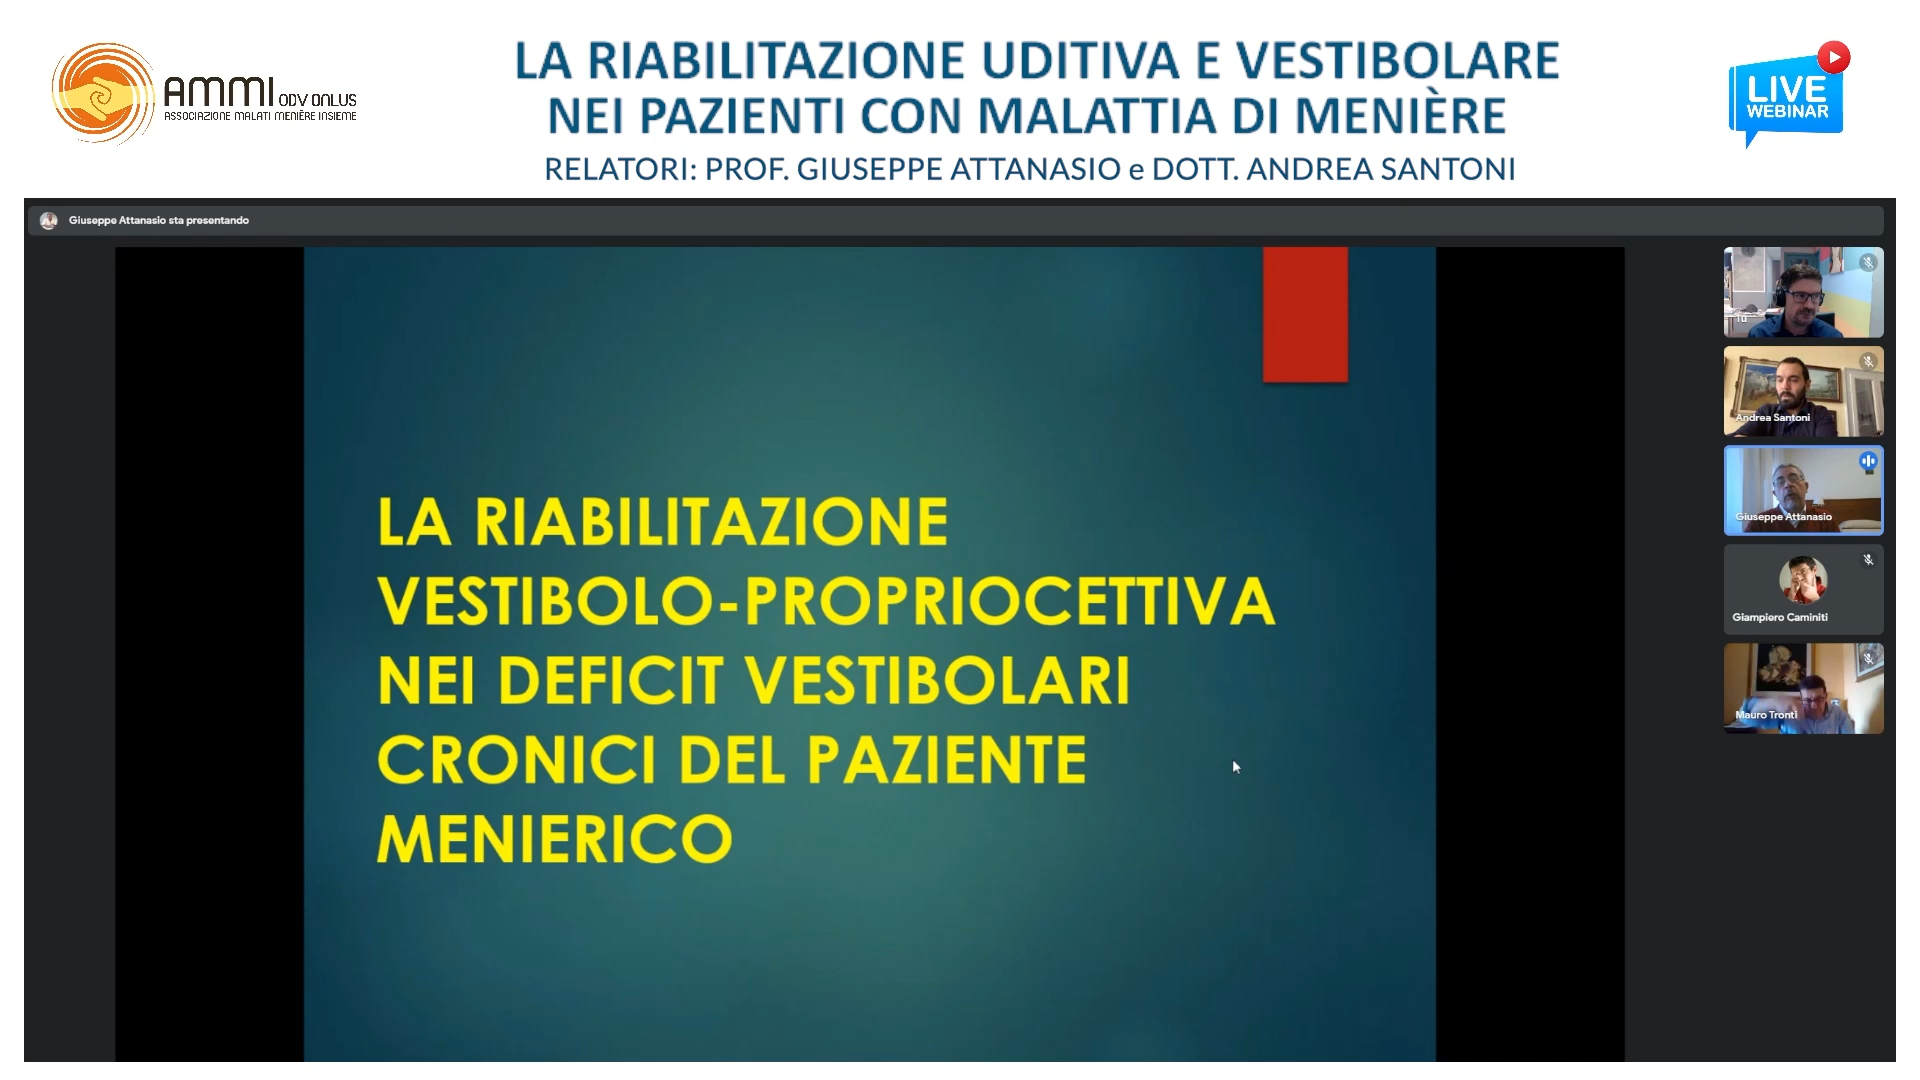 AMMI ODV ONLUS
ASSOCIAZIONE MALATI MENIÈRE INSIEME
LA RIABILITAZIONE UDITIVA E VESTIBOLARE
NEI PAZIENTI CON MALATTIA DI MENIÈRE
RELATORI: PROF. GIUSEPPE ATTANASIO e DOTT. ANDREA SANTONI
LIVE
WEBINAR
Giuseppe Attanasio sta presentando
LA RIABILITAZIONE
VESTIBOLO-PROPRIOCETTIVA
NEI DEFICIT VESTIBOLARI
CRONICI DEL PAZIENTE
MENIERICO
Tu
Andrea Santoni
Giuseppe Attanasio
Giampiero Caminiti
Mauro Tronti